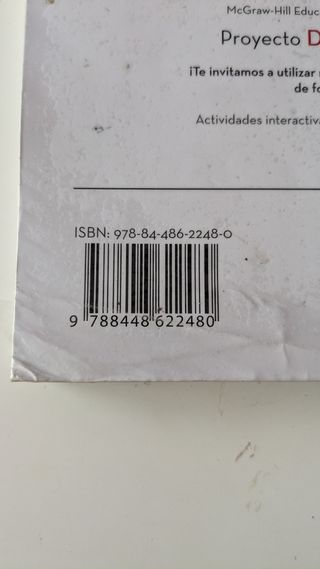 McGraw-Hill Educ
Proyecto D
¡Te invitamos a utilizar
de fo
Actividades interactiva
ISBN: 978-84-486-2248-0
9 788448 622480